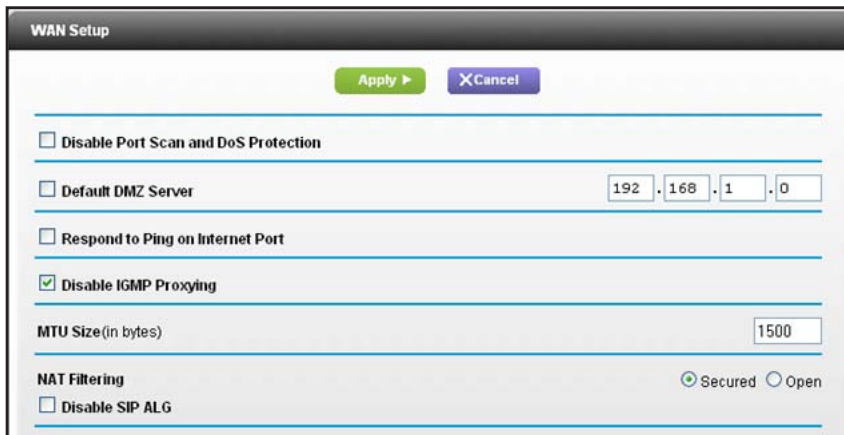 WAN Setup
Apply
Cancel
Disable Port Scan and DoS Protection
Default DMZ Server 192 . 168 . 1 . 0
Respond to Ping on Internet Port
Disable IGMP Proxying
MTU Size(in bytes) 1500
NAT Filtering Secured Open
Disable SIP ALG